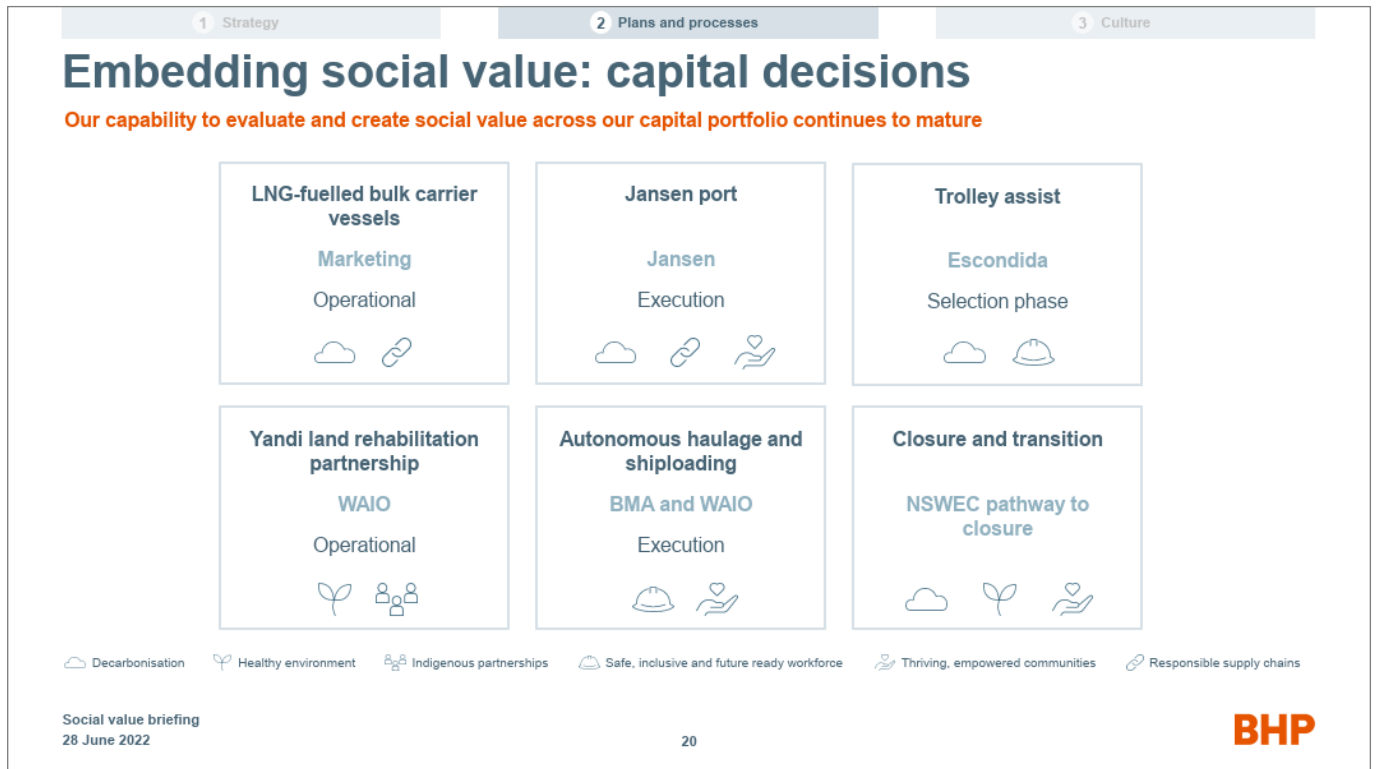 1 Strategy
2 Plans and processes
3 Culture
Embedding social value: capital decisions
Our capability to evaluate and create social value across our capital portfolio continues to mature
LNG-fuelled bulk carrier
vessels
Marketing
Operational
Jansen port
Jansen
Execution
Trolley assist
Escondida
Selection phase
Yandi land rehabilitation
partnership
WAIO
Operational
Autonomous haulage and
shiploading
BMA and WAIO
Execution
Closure and transition
NSWEC pathway to
closure
Decarbonisation
Healthy environment
Indigenous partnerships
Safe, inclusive and future ready workforce
Thriving, empowered communities
Responsible supply chains
Social value briefing
28 June 2022
20
BHP